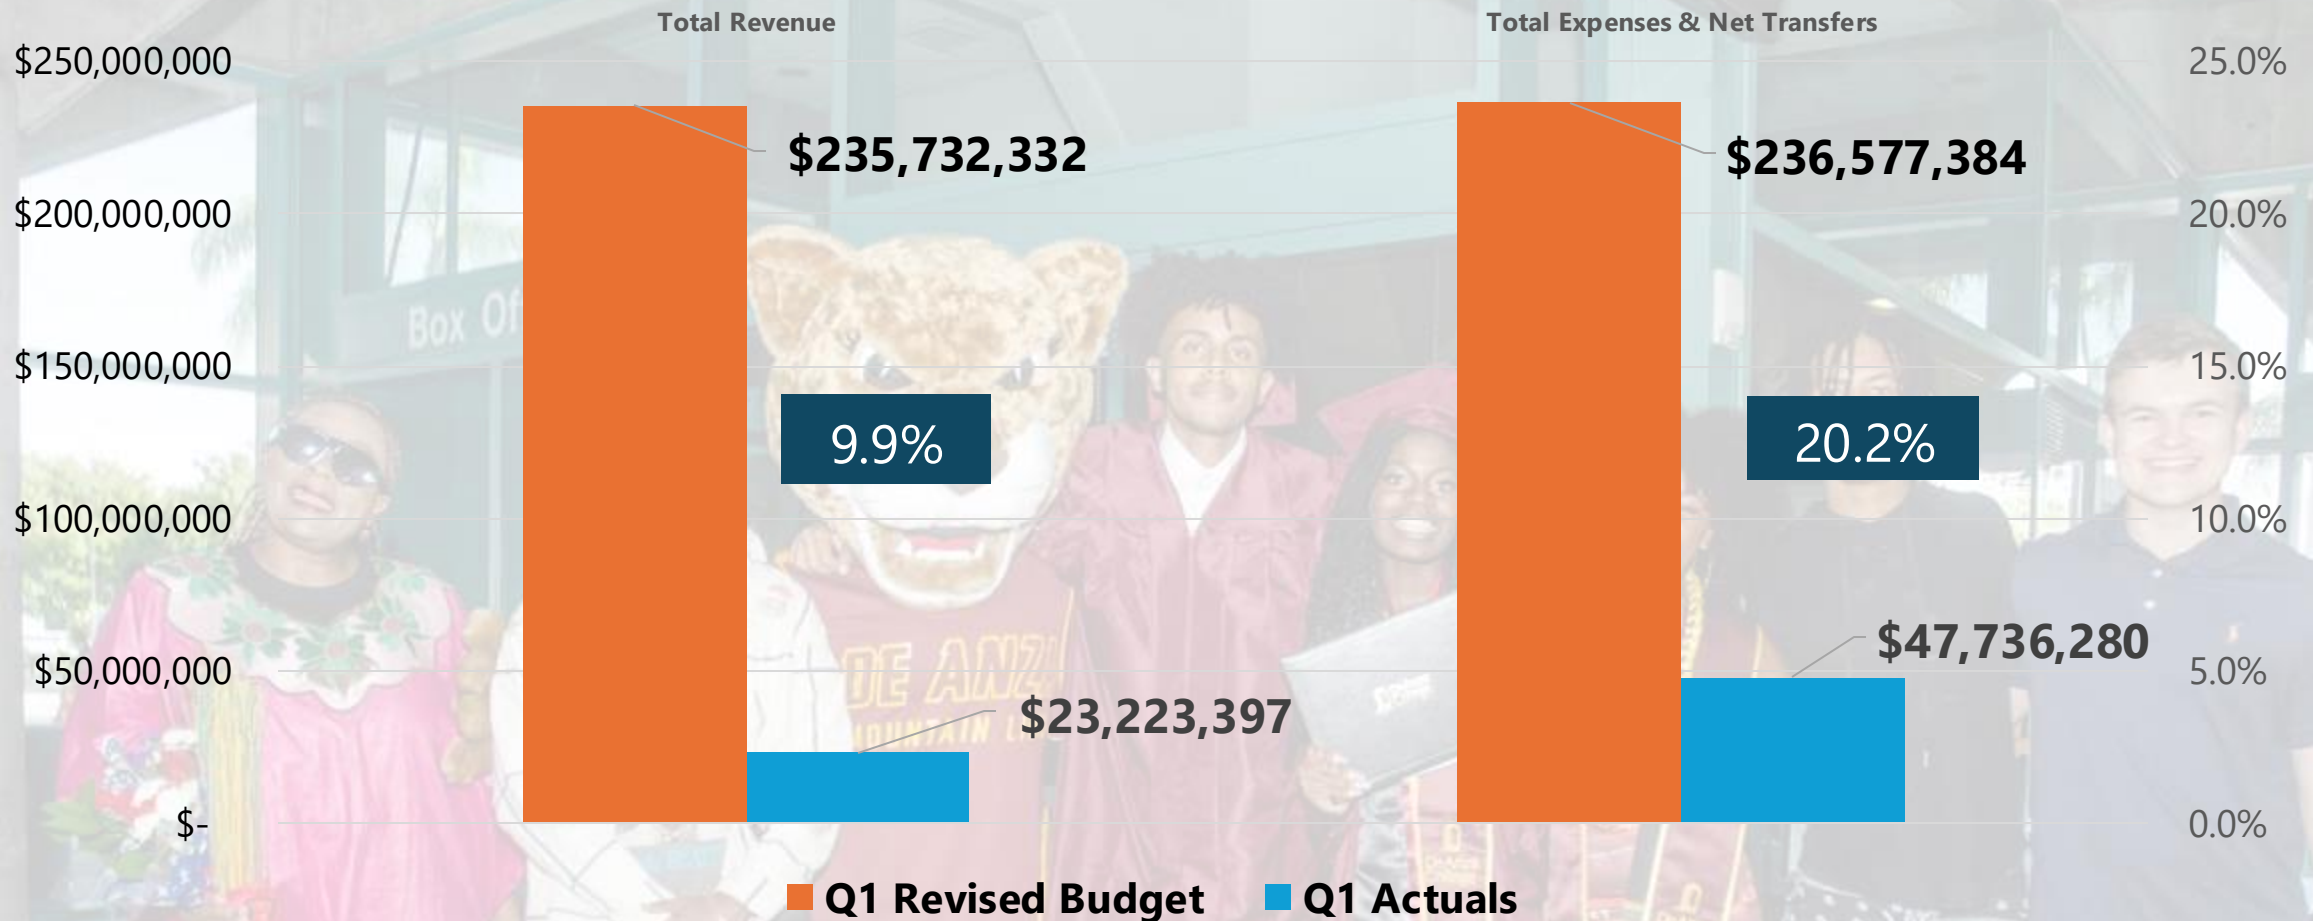 Total Revenue
Total Expenses & Net Transfers
$250,000,000
25.0%
$235,732,332
$236,577,384
$200,000,000
20.0%
Box Of
$150,000,000
15.0%
9.9%
20.2%
$100,000,000
10.0%
$47,736,280
$50,000,000
5.0%
DE ANZA
MOUNTAIN L
$23,223,397
$-
0.0%
Q1 Revised Budget
Q1 Actuals